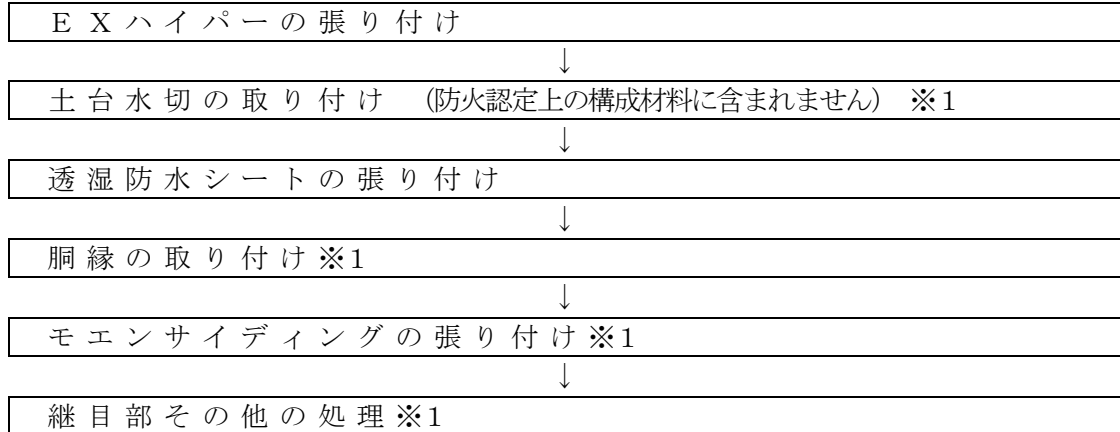 EXハイパーの張り付け
↓
土台水切の取り付け (防火認定上の構成材料に含まれません) ※1
↓
透湿防水シートの張り付け
↓
胴縁の取り付け※1
↓
モエンサイディングの張り付け※1
↓
継目部その他の処理※1